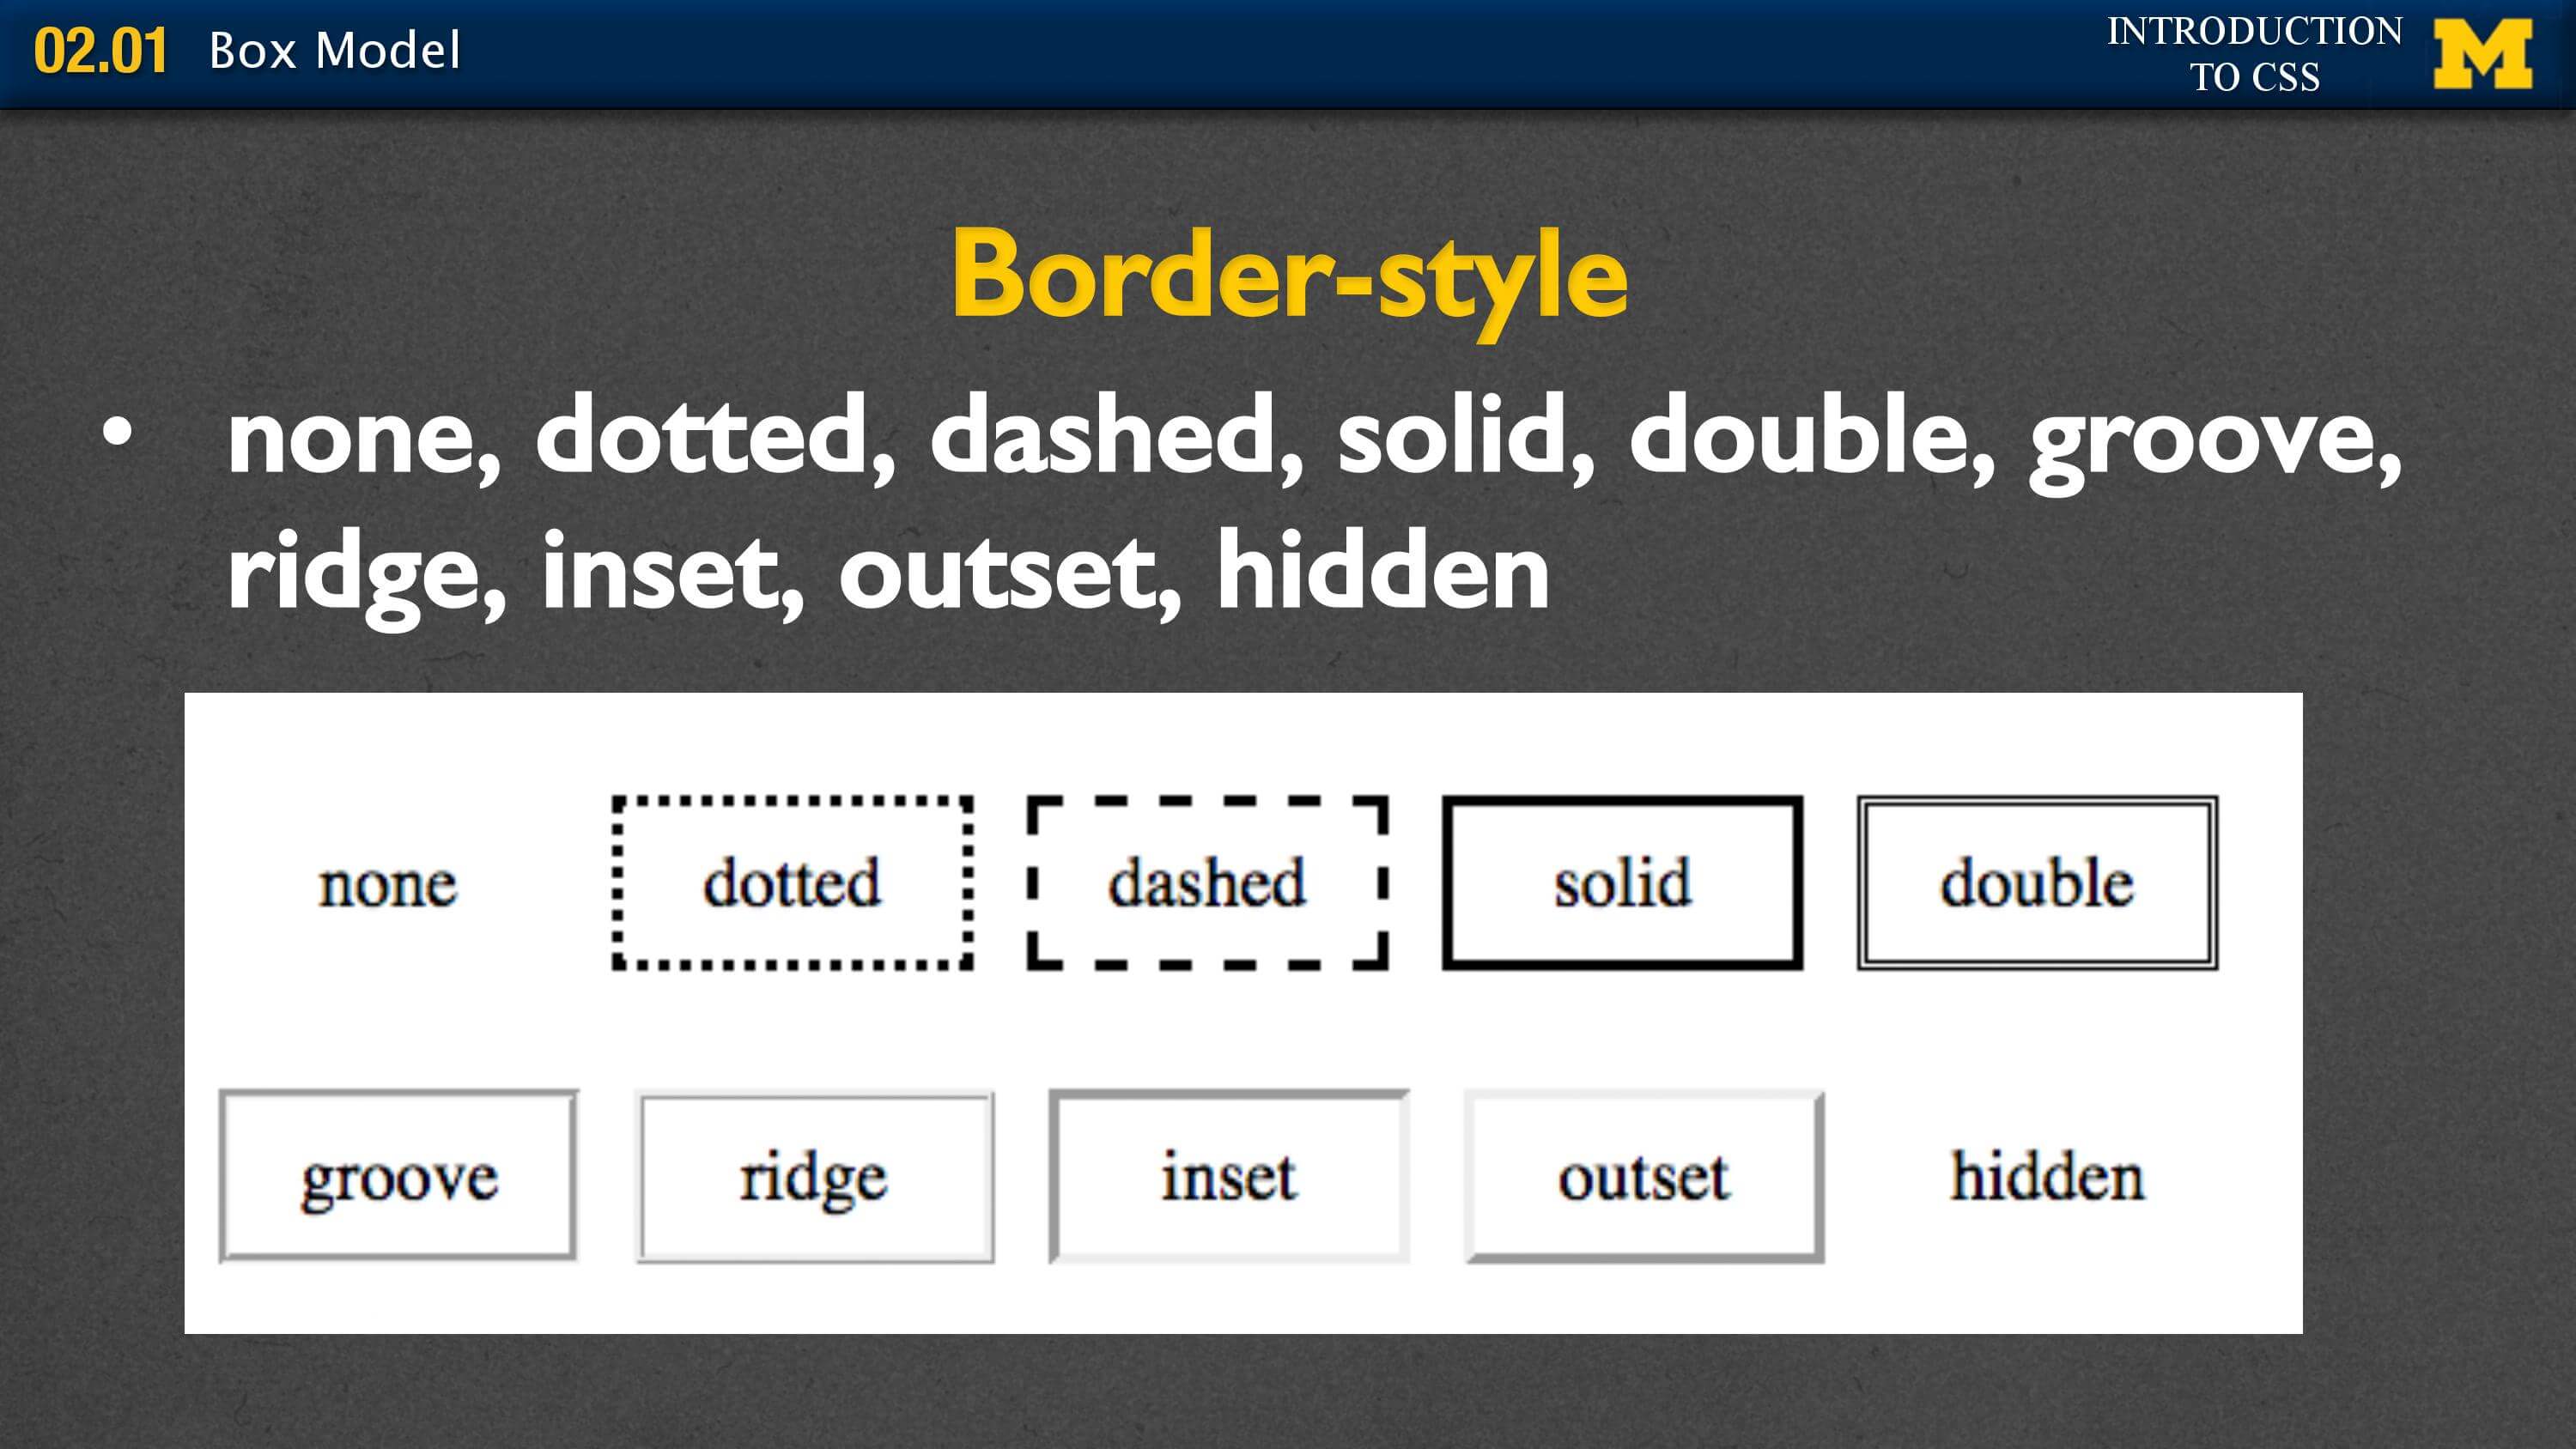 02.01 Box Model
INTRODUCTION
TO CSS
M
Border-style
• none, dotted, dashed, solid, double, groove,
ridge, inset, outset, hidden
none dotted dashed solid double
groove ridge inset outset hidden